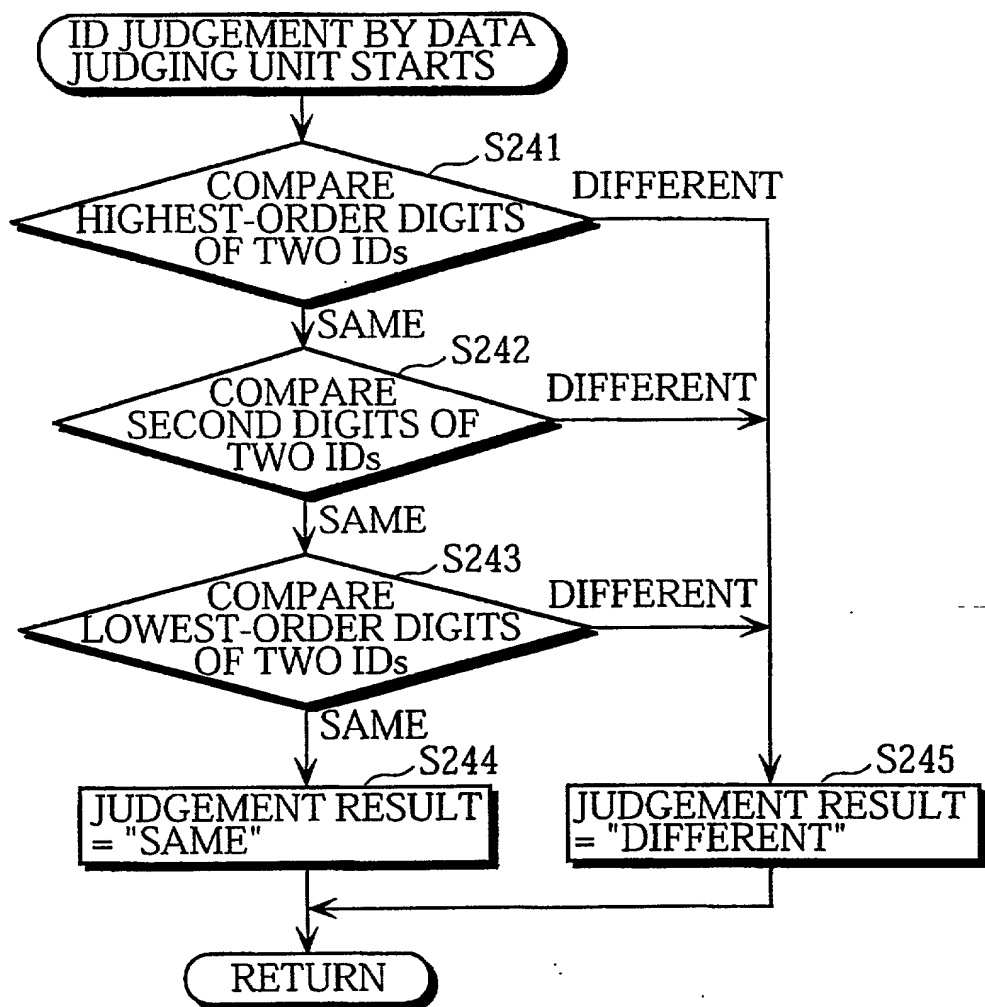 ID JUDGEMENT BY DATA
JUDGING UNIT STARTS
S241
COMPARE
HIGHEST-ORDER DIGITS
OF TWO IDs
DIFFERENT
SAME
S242
COMPARE
SECOND DIGITS OF
TWO IDs
DIFFERENT
SAME
S243
COMPARE
LOWEST-ORDER DIGITS
OF TWO IDs
DIFFERENT
SAME
S244
JUDGEMENT RESULT
= "SAME"
S245
JUDGEMENT RESULT
= "DIFFERENT"
RETURN